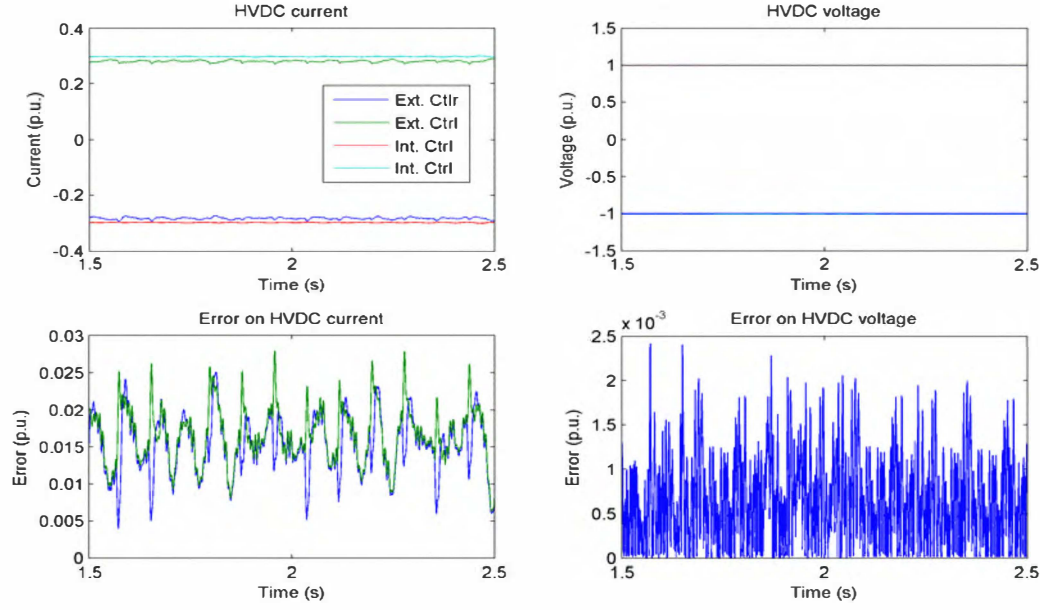 HVDC current
0.4
0.2
0
-0.2
-0.4
Current (p.u.)
Ext. Ctlr
Ext. Ctrl
Int. Ctrl
Int. Ctrl
1.5
2
2.5
Time (s)
HVDC voltage
1.5
1
0.5
0
-0.5
-1
-1.5
Voltage (p.u.)
1.5
2
2.5
Time (s)
Error on HVDC current
0.03
0.025
0.02
0.015
0.01
0.005
0
Error (p.u.)
1.5
2
2.5
Time (s)
x 10-3
Error on HVDC voltage
2.5
2
1.5
1
0.5
0
Error (p.u.)
1.5
2
2.5
Time (s)